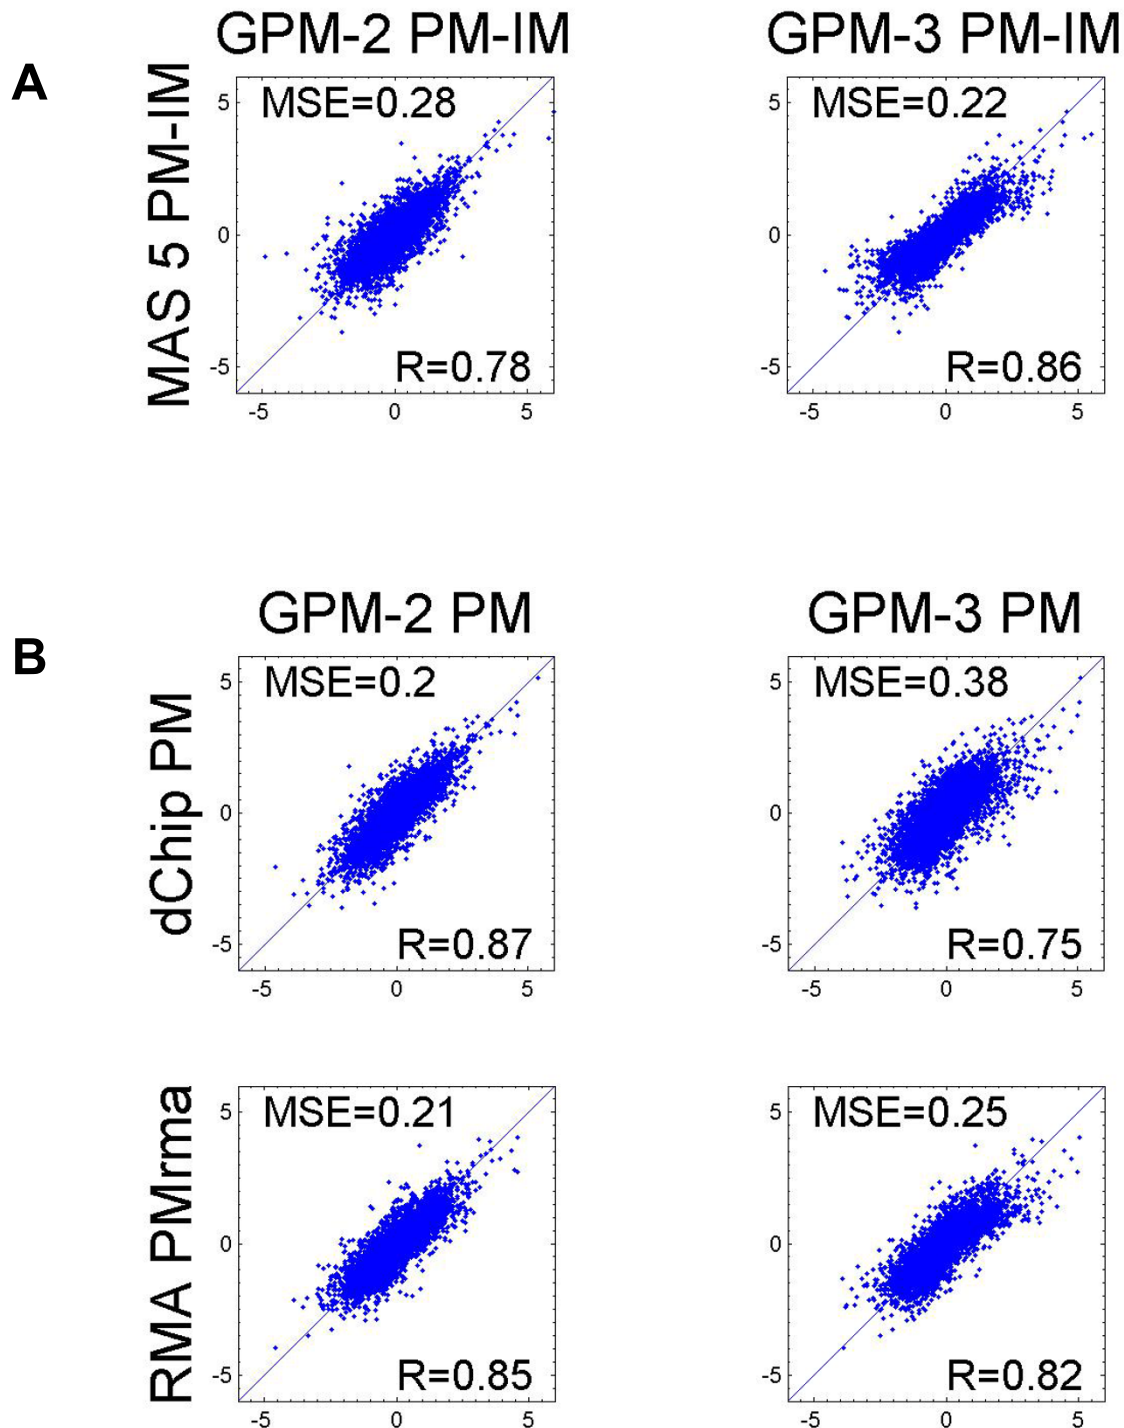 GPM-2 PM-IM
GPM-3 PM-IM
A
MAS 5 PM-IM
5
MSE=0.28
0
-5
R=0.78
-5 0 5
5
MSE=0.22
0
-5
R=0.86
-5 0 5
GPM-2 PM
GPM-3 PM
B
dChip PM
5
MSE=0.2
0
-5
R=0.87
-5 0 5
5
MSE=0.38
0
-5
R=0.75
-5 0 5
RMA PMrma
5
MSE=0.21
0
-5
R=0.85
-5 0 5
5
MSE=0.25
0
-5
R=0.82
-5 0 5